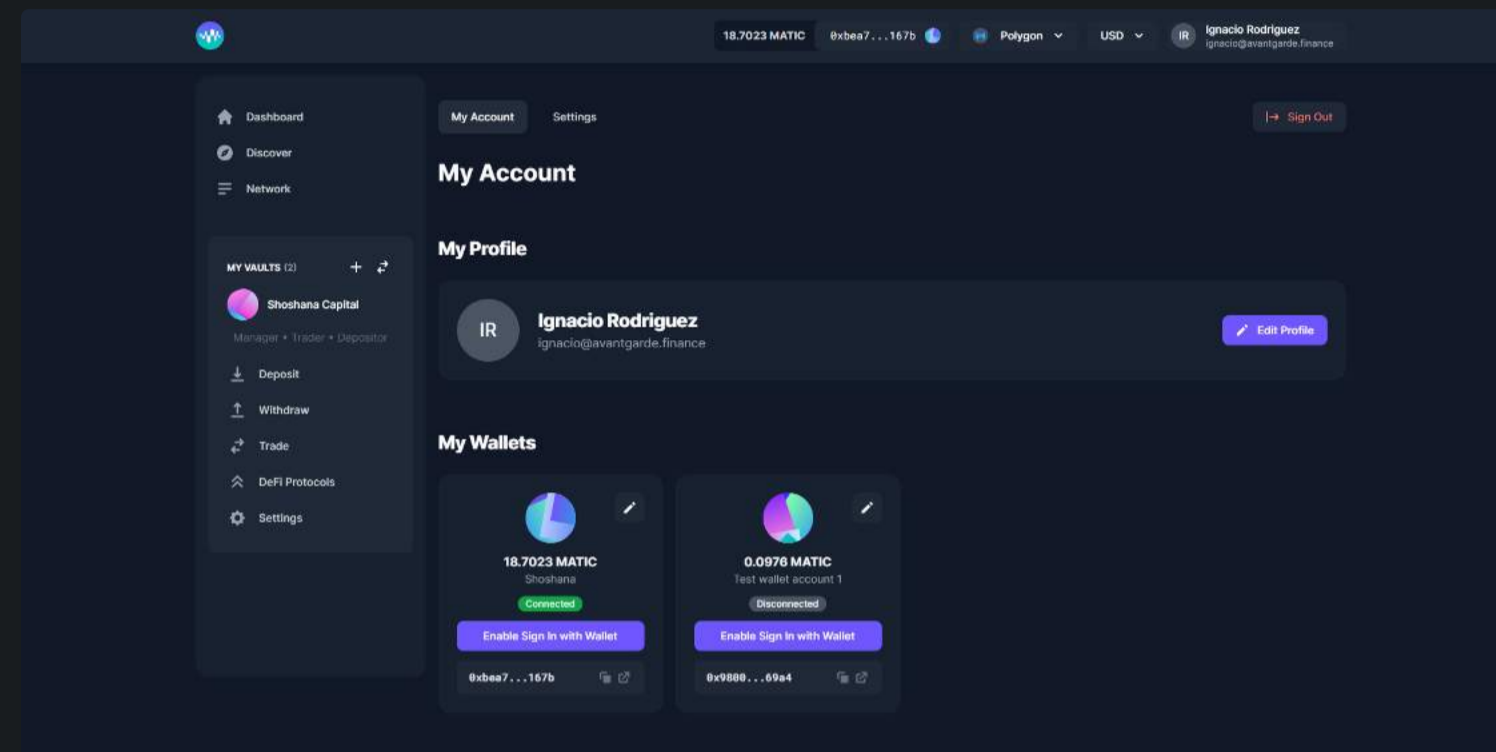 18.7023 MATIC 0xbea7...167b Polygon USD IR Ignacio Rodriguez
ignacio@avantgarde.finance
Dashboard
Discover
Network
MY VAULTS (2)
Shoshana Capital
Manager • Trader • Depositor
Deposit
Withdraw
Trade
DeFi Protocols
Settings
My Account Settings Sign Out
My Account
My Profile
IR
Ignacio Rodriguez
ignacio@avantgarde.finance
Edit Profile
My Wallets
18.7023 MATIC
Shoshana
Connected
Enable Sign In with Wallet
0xbea7...167b
0.0976 MATIC
Test wallet account 1
Disconnected
Enable Sign In with Wallet
0x9800...69a4